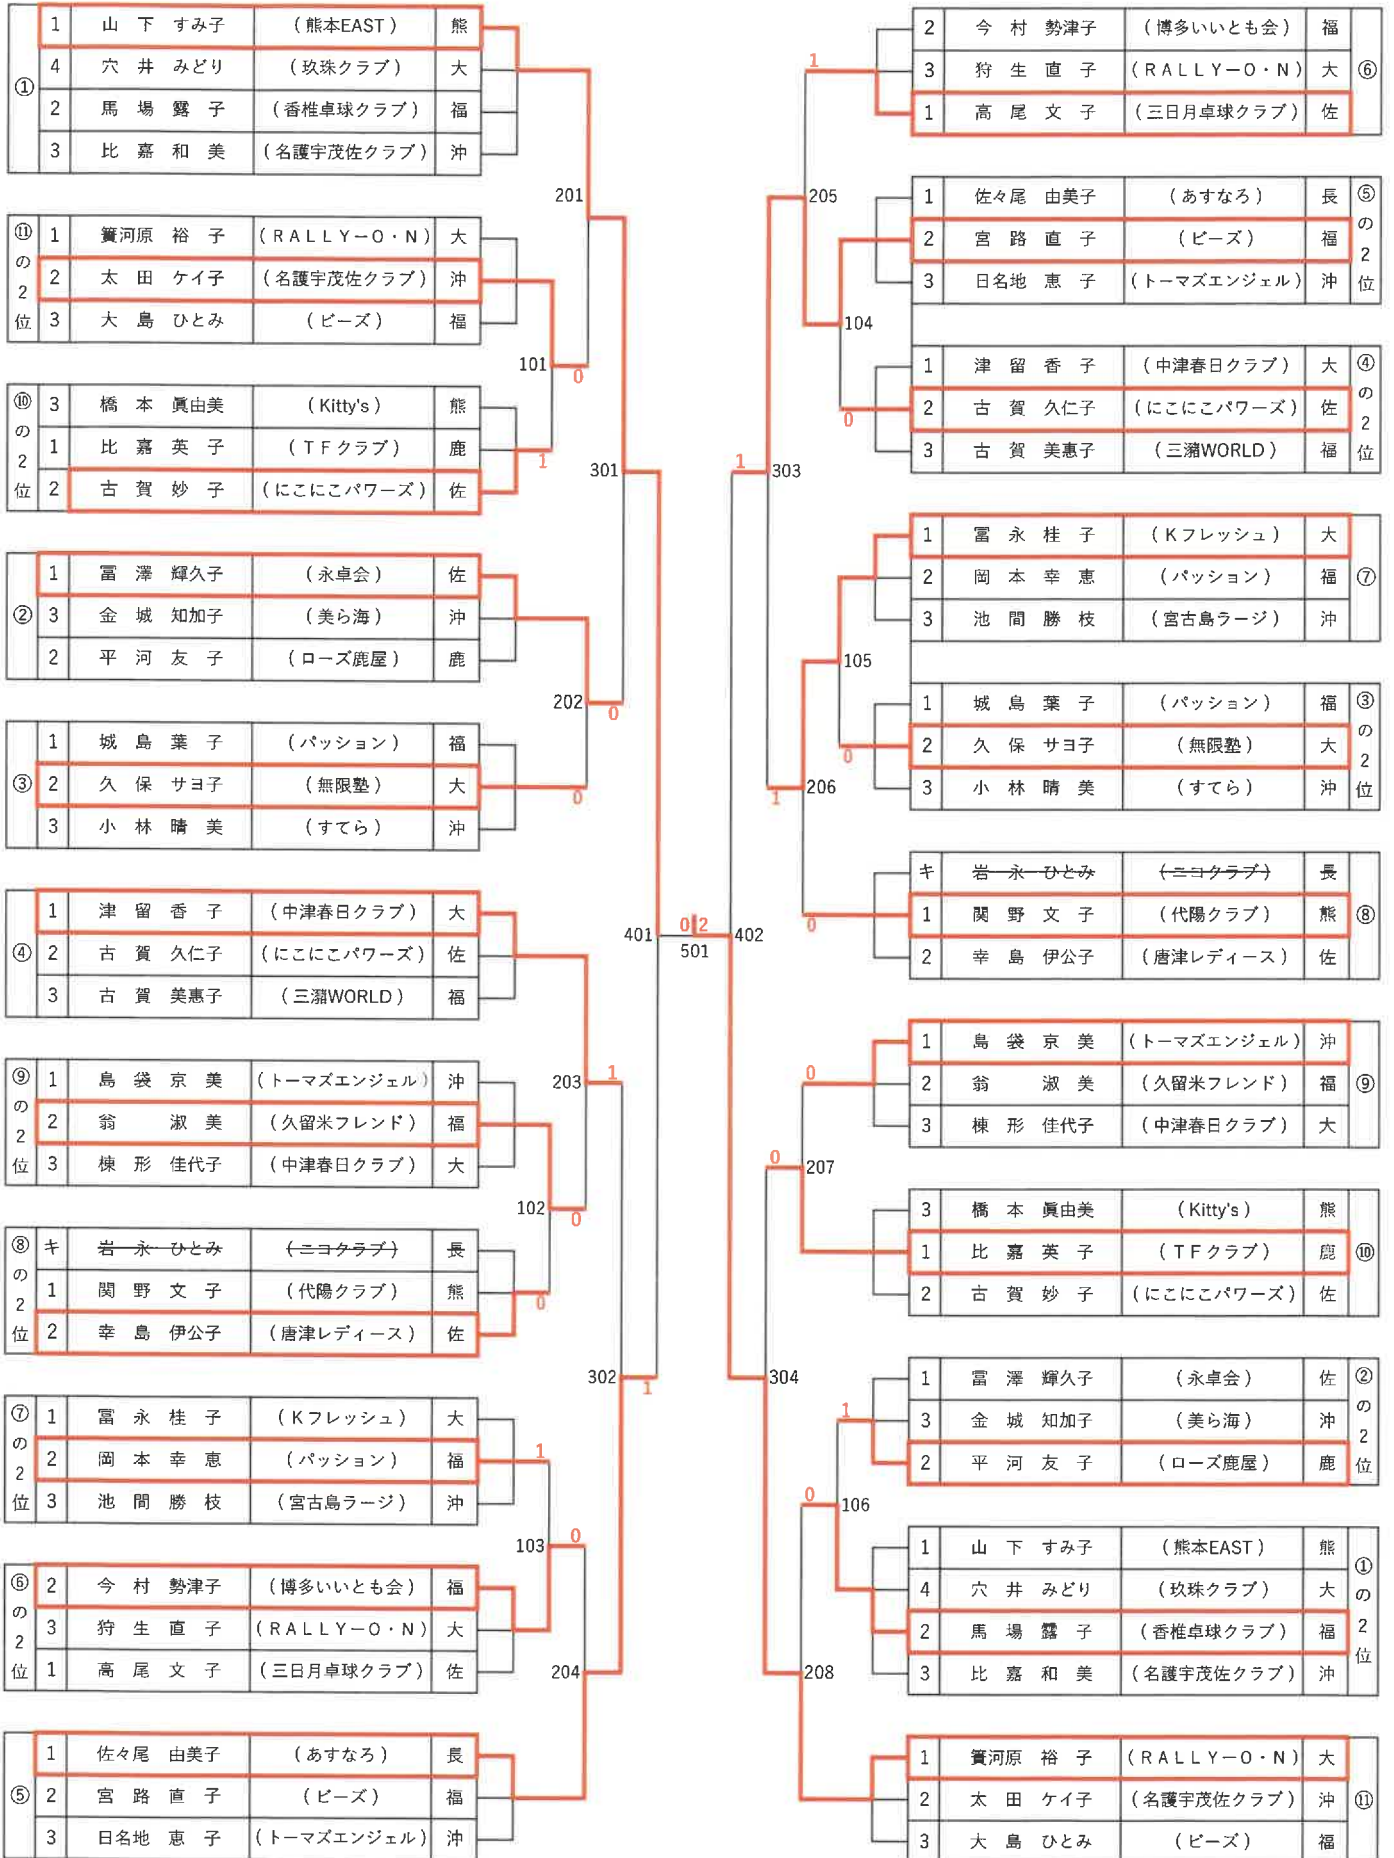 ① 1 山下 すみ子 (熊本EAST) 熊
4 穴井 みどり (玖珠クラブ) 大
2 馬場露子 (香椎卓球クラブ) 福
3 比嘉和美 (名護宇茂佐クラブ) 沖
201
⑪の2位 1 簀河原 裕子 (RALLY－O・N) 大
2 太田 ケイ子 (名護宇茂佐クラブ) 沖
3 大島 ひとみ (ビーズ) 福
101 0
⑩の2位 3 橋本 眞由美 (Kitty's) 熊
1 比嘉英子 (TFクラブ) 鹿
2 古賀妙子 (にこにこパワーズ) 佐
1
301
② 1 冨澤 輝久子 (永卓会) 佐
3 金城 知加子 (美ら海) 沖
2 平河友子 (ローズ鹿屋) 鹿
202 0
③ 1 城島葉子 (パッション) 福
2 久保 サヨ子 (無限塾) 大
3 小林晴美 (すてら) 沖
0
401 0 2 402
501
④ 1 津留香子 (中津春日クラブ) 大
2 古賀 久仁子 (にこにこパワーズ) 佐
3 古賀 美惠子 (三潴WORLD) 福
203 1
⑨の2位 1 島袋京美 (トーマズエンジェル) 沖
2 翁 淑美 (久留米フレンド) 福
3 棟形 佳代子 (中津春日クラブ) 大
102 0
⑧の2位 キ 岩永 ひとみ (ニコクラブ) 長
1 関野文子 (代陽クラブ) 熊
2 幸島 伊公子 (唐津レディース) 佐
0
302 1
⑦の2位 1 冨永桂子 (Kフレッシュ) 大
2 岡本幸恵 (パッション) 福
3 池間勝枝 (宮古島ラージ) 沖
1
103 0
⑥の2位 2 今村 勢津子 (博多いいとも会) 福
3 狩生直子 (RALLY－O・N) 大
1 高尾文子 (三日月卓球クラブ) 佐
204
⑤ 1 佐々尾 由美子 (あすなろ) 長
2 宮路直子 (ビーズ) 福
3 日名地 恵子 (トーマズエンジェル) 沖
2 今村 勢津子 (博多いいとも会) 福 ⑥
3 狩生直子 (RALLY－O・N) 大
1 高尾文子 (三日月卓球クラブ) 佐
1
205
1 佐々尾 由美子 (あすなろ) 長 ⑤の2位
2 宮路直子 (ビーズ) 福
3 日名地 恵子 (トーマズエンジェル) 沖
104
1 津留香子 (中津春日クラブ) 大 ④の2位
2 古賀 久仁子 (にこにこパワーズ) 佐
3 古賀 美惠子 (三潴WORLD) 福
0
1 303
1 冨永桂子 (Kフレッシュ) 大 ⑦
2 岡本幸恵 (パッション) 福
3 池間勝枝 (宮古島ラージ) 沖
105
1 城島葉子 (パッション) 福 ③の2位
2 久保 サヨ子 (無限塾) 大
3 小林晴美 (すてら) 沖
0
1 206
キ 岩永 ひとみ (ニコクラブ) 長 ⑧
1 関野文子 (代陽クラブ) 熊
2 幸島 伊公子 (唐津レディース) 佐
0
1 島袋京美 (トーマズエンジェル) 沖 ⑨
2 翁 淑美 (久留米フレンド) 福
3 棟形 佳代子 (中津春日クラブ) 大
0
0 207
3 橋本 眞由美 (Kitty's) 熊 ⑩
1 比嘉英子 (TFクラブ) 鹿
2 古賀妙子 (にこにこパワーズ) 佐
304
1 冨澤 輝久子 (永卓会) 佐 ②の2位
3 金城 知加子 (美ら海) 沖
2 平河友子 (ローズ鹿屋) 鹿
1
0 106
1 山下 すみ子 (熊本EAST) 熊 ①の2位
4 穴井 みどり (玖珠クラブ) 大
2 馬場露子 (香椎卓球クラブ) 福
3 比嘉和美 (名護宇茂佐クラブ) 沖
208
1 簀河原 裕子 (RALLY－O・N) 大 ⑪
2 太田 ケイ子 (名護宇茂佐クラブ) 沖
3 大島 ひとみ (ビーズ) 福